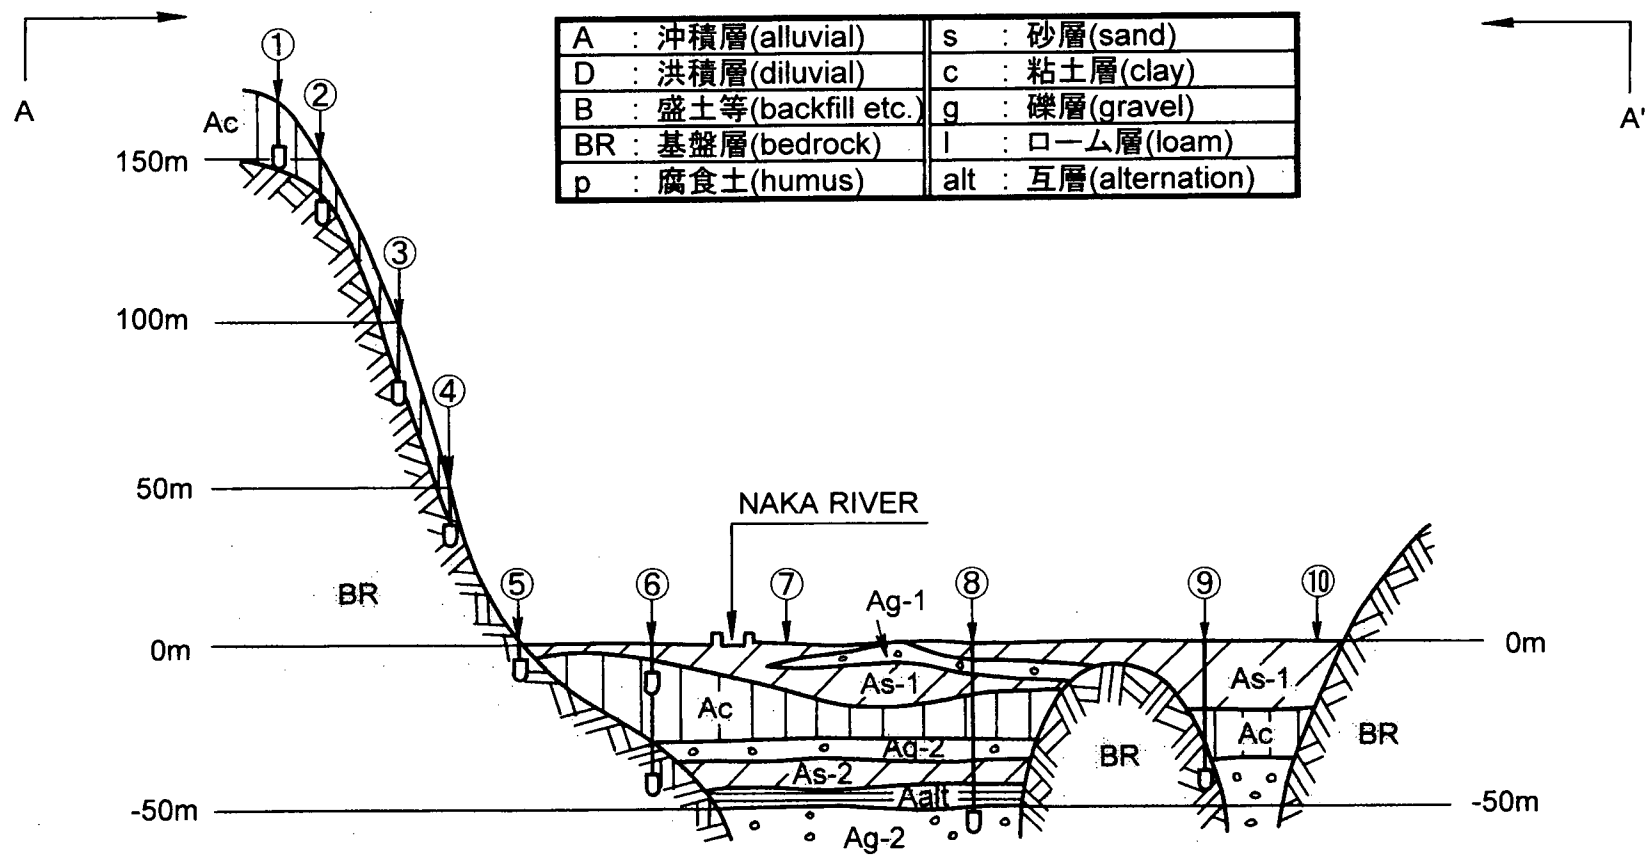 A
A'
A : 沖積層(alluvial) s : 砂層(sand)
D : 洪積層(diluvial) c : 粘土層(clay)
B : 盛土等(backfill etc.) g : 礫層(gravel)
BR : 基盤層(bedrock) l : ローム層(loam)
p : 腐食土(humus) alt : 互層(alternation)
①
②
Ac
150m
③
100m
④
50m
NAKA RIVER
BR
⑤ ⑥ ⑦ Ag-1 ⑧ ⑨ ⑩
0m 0m
As-1 As-1
Ac Ac BR
Ag-2 BR
As-2
Aalt
-50m -50m
Ag-2